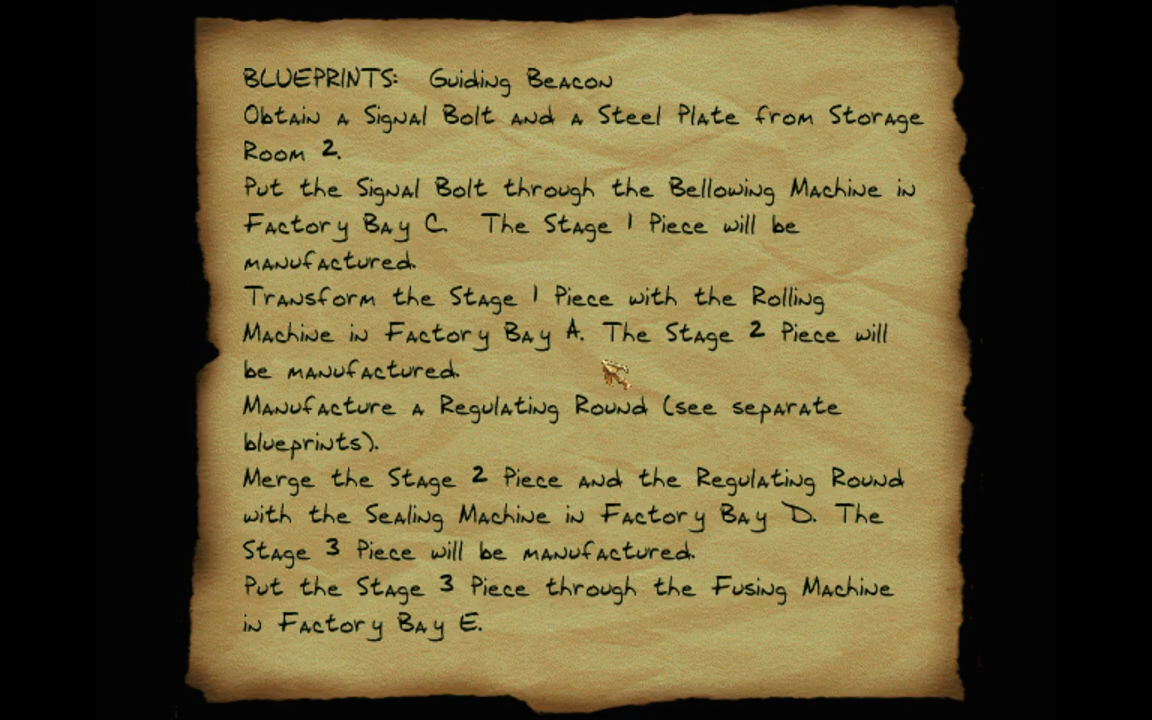 BLUEPRINTS: Guiding Beacon
Obtain a Signal Bolt and a Steel Plate from Storage
Room 2.
Put the Signal Bolt through the Bellowing Machine in
Factory Bay C. The Stage 1 Piece will be
manufactured.
Transform the Stage 1 Piece with the Rolling
Machine in Factory Bay A. The Stage 2 Piece will
be manufactured.
Manufacture a Regulating Round (see separate
blueprints).
Merge the Stage 2 Piece and the Regulating Round
with the Sealing Machine in Factory Bay D. The
Stage 3 Piece will be manufactured.
Put the Stage 3 Piece through the Fusing Machine
in Factory Bay E.